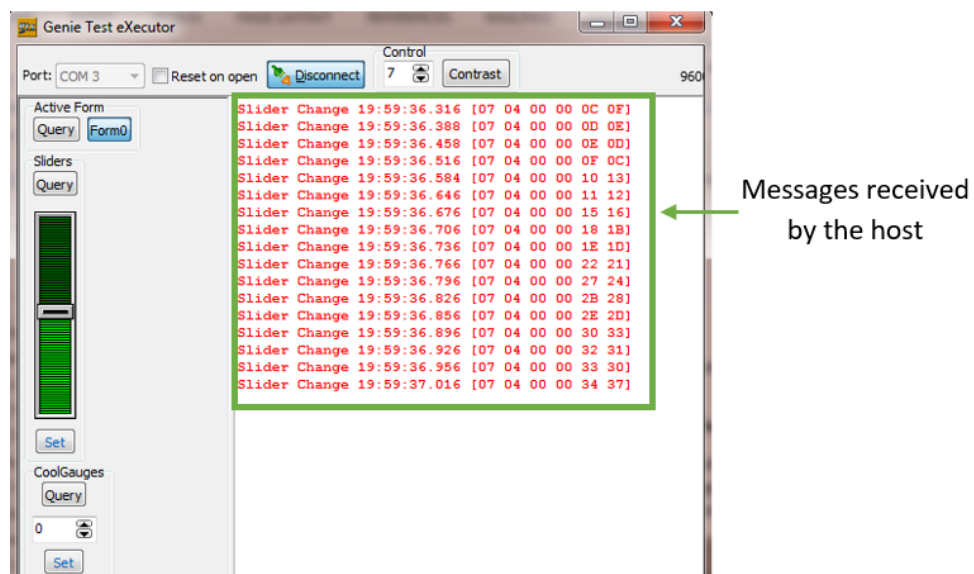 Genie Test eXecutor
Control
Port: COM 3 Reset on open Disconnect 7 Contrast 960
Active Form
Query Form0
Sliders
Query
Set
CoolGauges
Query
0
Set
Slider Change 19:59:36.316 [07 04 00 00 0C 0F]
Slider Change 19:59:36.388 [07 04 00 00 0D 0E]
Slider Change 19:59:36.458 [07 04 00 00 0E 0D]
Slider Change 19:59:36.516 [07 04 00 00 0F 0C]
Slider Change 19:59:36.584 [07 04 00 00 10 13]
Slider Change 19:59:36.646 [07 04 00 00 11 12]
Slider Change 19:59:36.676 [07 04 00 00 15 16]
Slider Change 19:59:36.706 [07 04 00 00 18 1B]
Slider Change 19:59:36.736 [07 04 00 00 1E 1D]
Slider Change 19:59:36.766 [07 04 00 00 22 21]
Slider Change 19:59:36.796 [07 04 00 00 27 24]
Slider Change 19:59:36.826 [07 04 00 00 2B 28]
Slider Change 19:59:36.856 [07 04 00 00 2E 2D]
Slider Change 19:59:36.896 [07 04 00 00 30 33]
Slider Change 19:59:36.926 [07 04 00 00 32 31]
Slider Change 19:59:36.956 [07 04 00 00 33 30]
Slider Change 19:59:37.016 [07 04 00 00 34 37]
Messages received
by the host